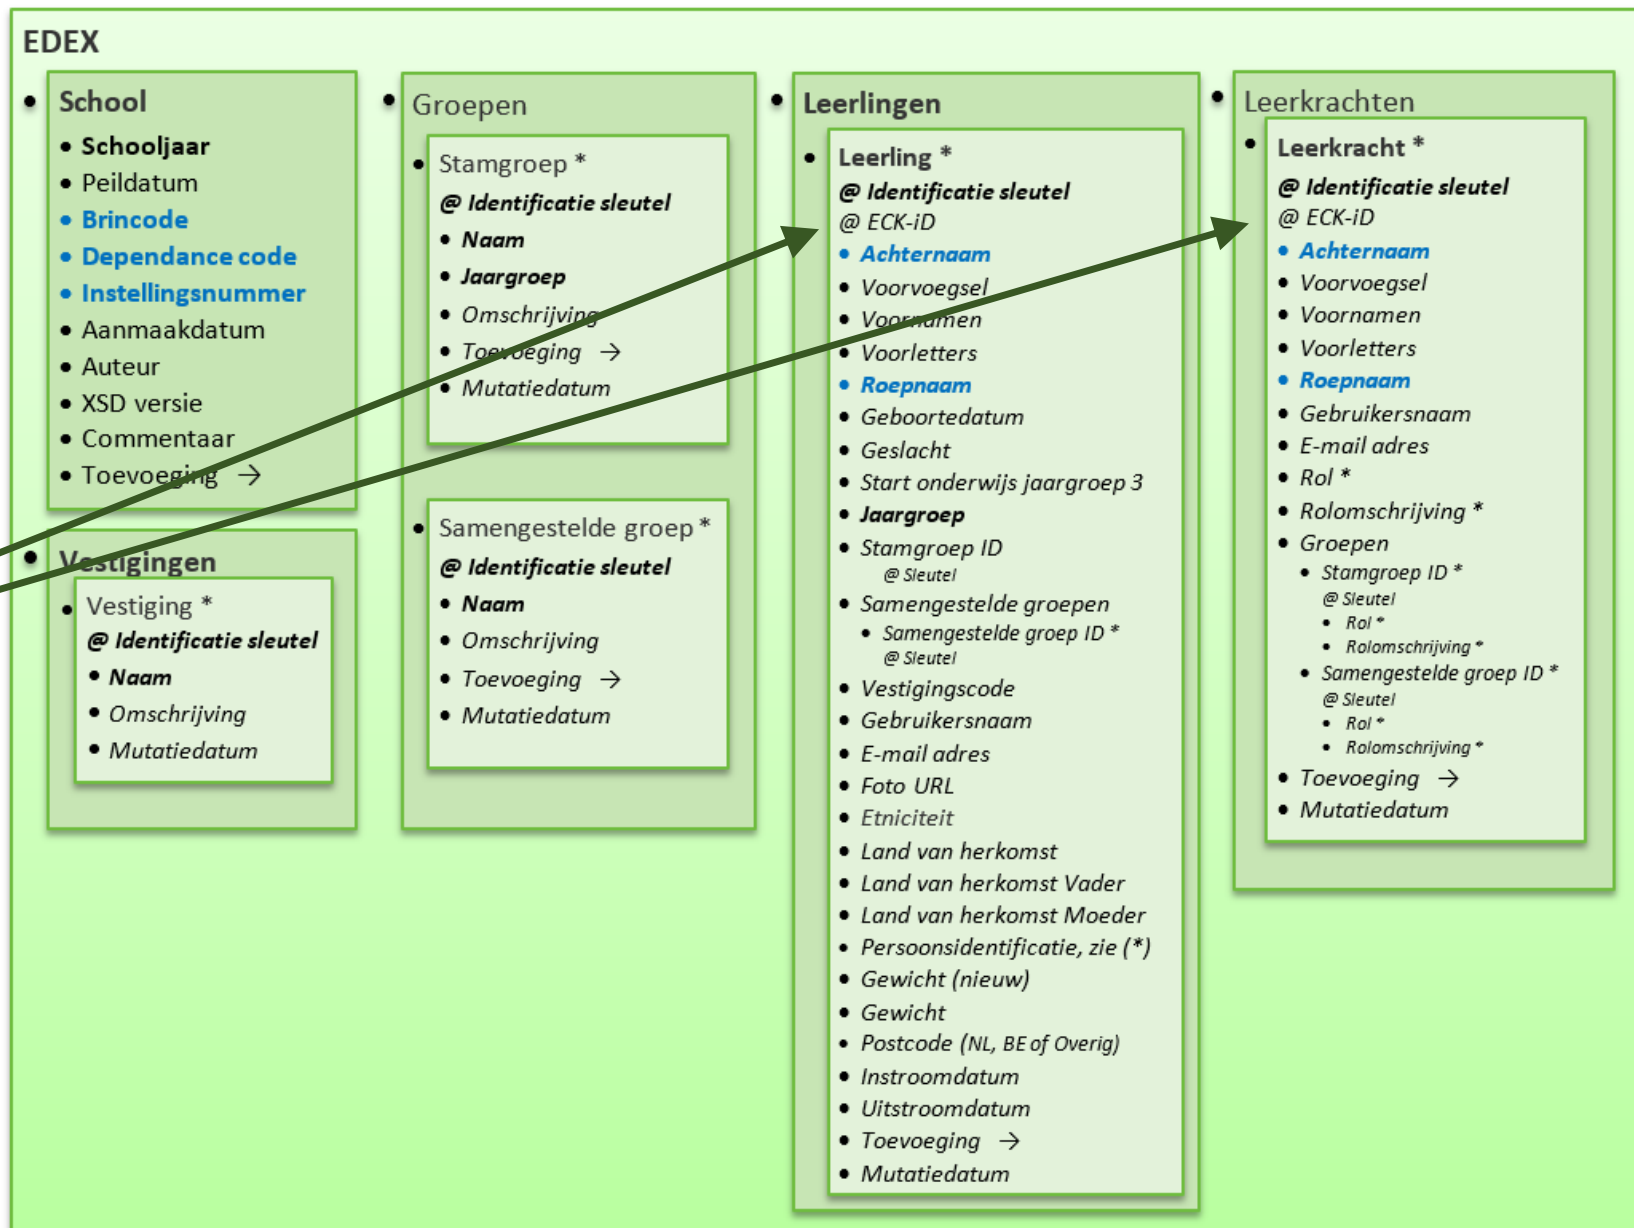 EDEX
• School
• Schooljaar
• Peildatum
• Brincode
• Dependance code
• Instellingsnummer
• Aanmaakdatum
• Auteur
• XSD versie
• Commentaar
• Toevoeging →
• Vestigingen
• Vestiging *
@ Identificatie sleutel
• Naam
• Omschrijving
• Mutatiedatum
• Groepen
• Stamgroep *
@ Identificatie sleutel
• Naam
• Jaargroep
• Omschrijving
• Toevoeging →
• Mutatiedatum
• Samengestelde groep *
@ Identificatie sleutel
• Naam
• Omschrijving
• Toevoeging →
• Mutatiedatum
• Leerlingen
• Leerling *
@ Identificatie sleutel
@ ECK-iD
• Achternaam
• Voorvoegsel
• Voornamen
• Voorletters
• Roepnaam
• Geboortedatum
• Geslacht
• Start onderwijs jaargroep 3
• Jaargroep
• Stamgroep ID
@ Sleutel
• Samengestelde groepen
• Samengestelde groep ID *
@ Sleutel
• Vestigingscode
• Gebruikersnaam
• E-mail adres
• Foto URL
• Etniciteit
• Land van herkomst
• Land van herkomst Vader
• Land van herkomst Moeder
• Persoonsidentificatie, zie (*)
• Gewicht (nieuw)
• Gewicht
• Postcode (NL, BE of Overig)
• Instroomdatum
• Uitstroomdatum
• Toevoeging →
• Mutatiedatum
• Leerkrachten
• Leerkracht *
@ Identificatie sleutel
@ ECK-iD
• Achternaam
• Voorvoegsel
• Voornamen
• Voorletters
• Roepnaam
• Gebruikersnaam
• E-mail adres
• Rol *
• Rolomschrijving *
• Groepen
• Stamgroep ID *
@ Sleutel
• Rol *
• Rolomschrijving *
• Samengestelde groep ID *
@ Sleutel
• Rol *
• Rolomschrijving *
• Toevoeging →
• Mutatiedatum